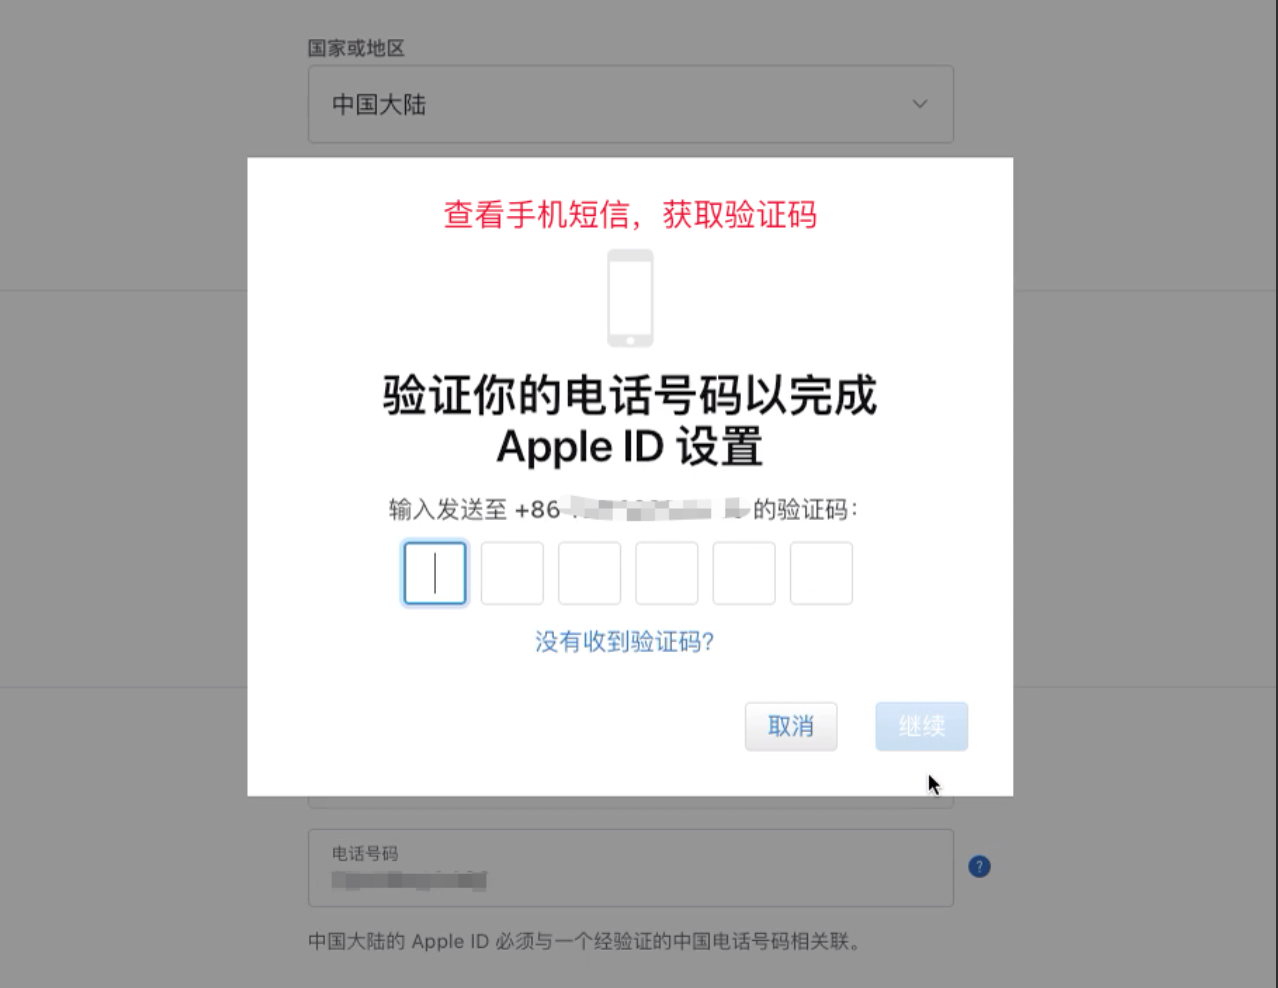 国家或地区
中国大陆
查看手机短信，获取验证码
验证你的电话号码以完成
Apple ID 设置
输入发送至 +86 的验证码：
没有收到验证码?
取消
继续
电话号码
?
中国大陆的 Apple ID 必须与一个经验证的中国电话号码相关联。